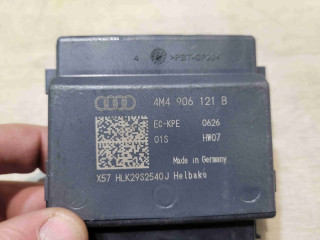 4 >PBT-GF30<
4M4 906 121 B
EC-KPE 0626
01S HW07
Made in Germany
X57 HLK29S2540J Helbako